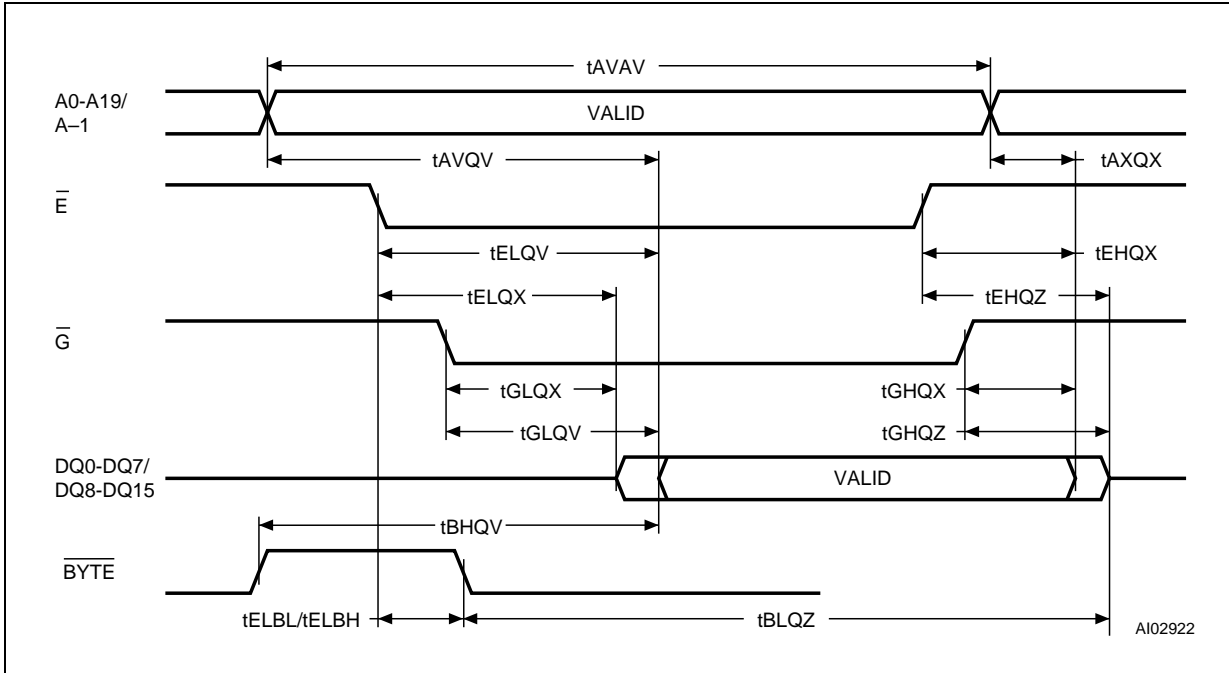 tAVAV
A0-A19/
A–1
VALID
tAVQV
tAXQX
E
tELQV
tEHQX
tELQX
tEHQZ
G
tGLQX
tGHQX
tGLQV
tGHQZ
DQ0-DQ7/
DQ8-DQ15
VALID
tBHQV
BYTE
tELBL/tELBH
tBLQZ
AI02922